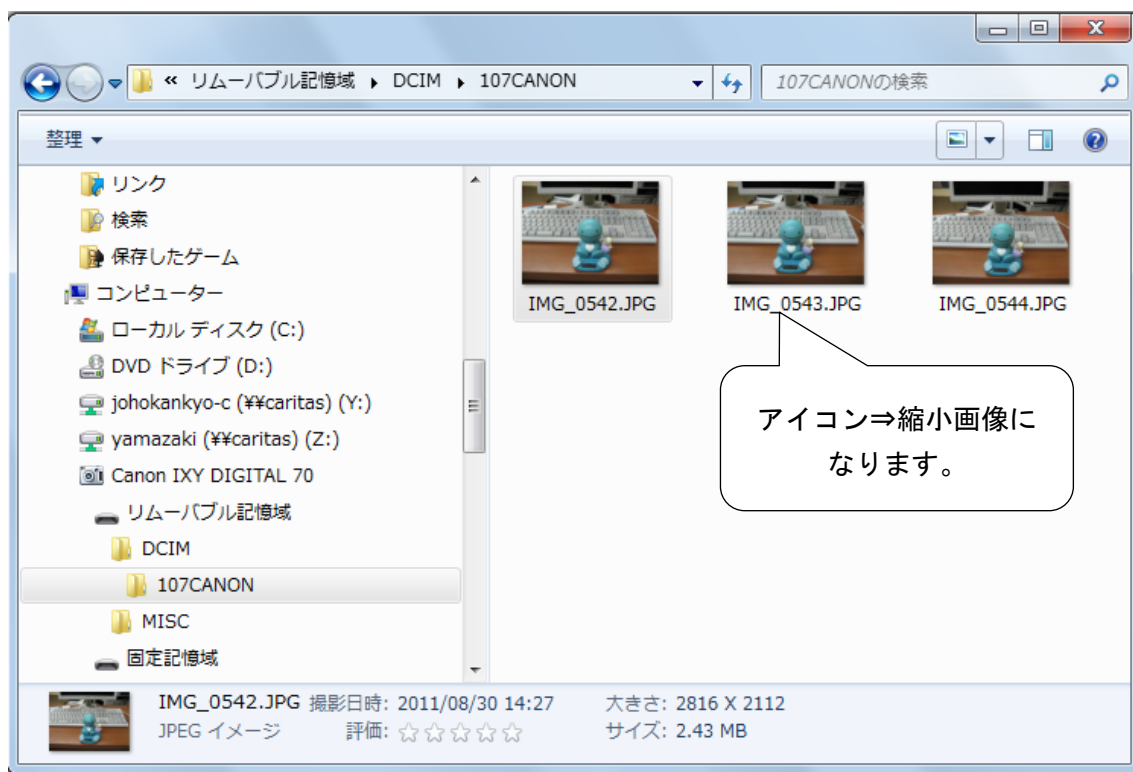 « リムーバブル記憶域 ▸ DCIM ▸ 107CANON
107CANONの検索
整理
リンク
検索
保存したゲーム
コンピューター
ローカル ディスク (C:)
DVD ドライブ (D:)
johokankyo-c (¥¥caritas) (Y:)
yamazaki (¥¥caritas) (Z:)
Canon IXY DIGITAL 70
リムーバブル記憶域
DCIM
107CANON
MISC
固定記憶域
IMG_0542.JPG
IMG_0543.JPG
IMG_0544.JPG
アイコン⇒縮小画像に
なります。
IMG_0542.JPG 撮影日時: 2011/08/30 14:27 大きさ: 2816 X 2112
JPEG イメージ 評価: ☆☆☆☆☆ サイズ: 2.43 MB